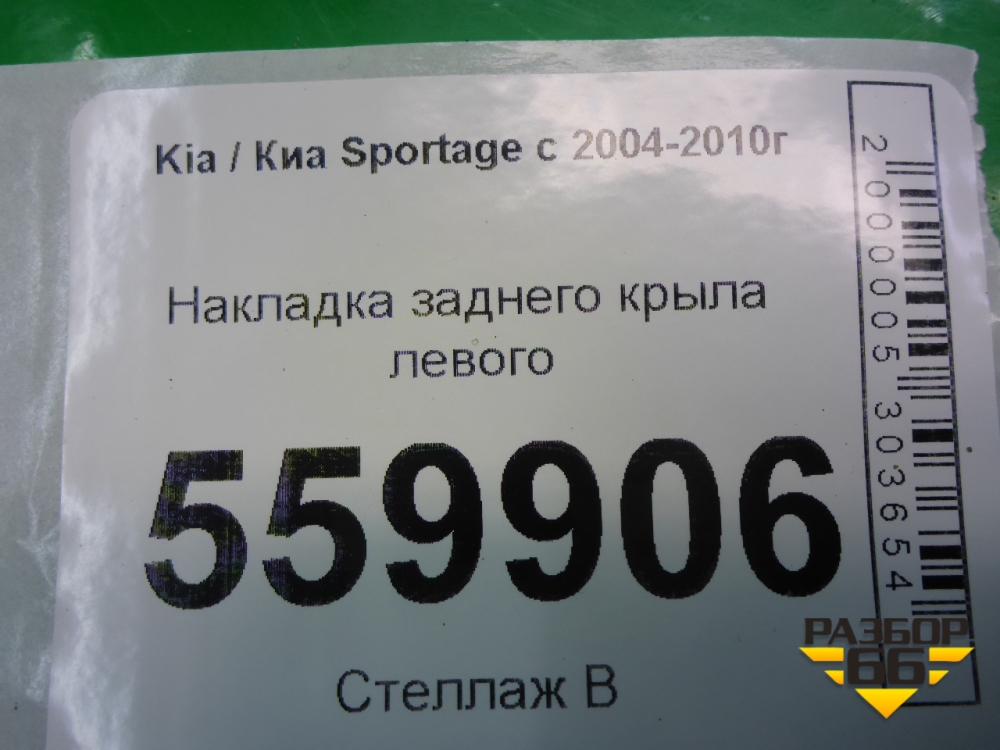 Kia / Киа Sportage с 2004-2010г
Накладка заднего крыла
левого
559906
Стеллаж В
2000005303654
РАЗБОР
66